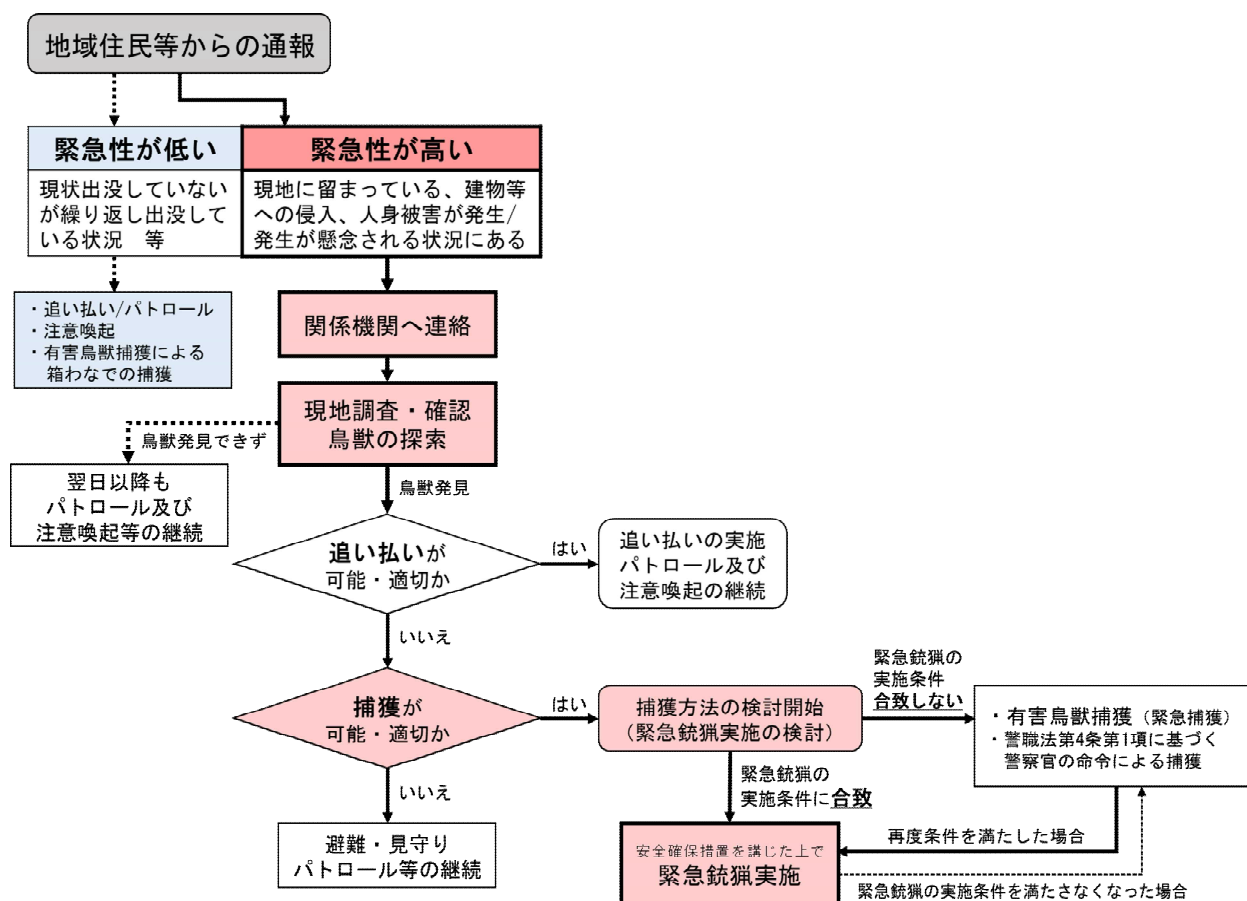 地域住民等からの通報
緊急性が低い
現状出没していない
が繰り返し出没して
いる状況　等
緊急性が高い
現地に留まっている、建物等
への侵入、人身被害が発生/
発生が懸念される状況にある
・追い払い/パトロール
・注意喚起
・有害鳥獣捕獲による
箱わなでの捕獲
関係機関へ連絡
現地調査・確認
鳥獣の探索
鳥獣発見できず
翌日以降も
パトロール及び
注意喚起等の継続
鳥獣発見
追い払いが
可能・適切か
はい
追い払いの実施
パトロール及び
注意喚起の継続
いいえ
捕獲が
可能・適切か
はい
捕獲方法の検討開始
(緊急銃猟実施の検討)
緊急銃猟の
実施条件
合致しない
・有害鳥獣捕獲（緊急捕獲）
・警職法第4条第1項に基づく
警察官の命令による捕獲
いいえ
避難・見守り
パトロール等の継続
緊急銃猟の
実施条件に合致
安全確保措置を講じた上で
緊急銃猟実施
再度条件を満たした場合
緊急銃猟の実施条件を満たさなくなった場合